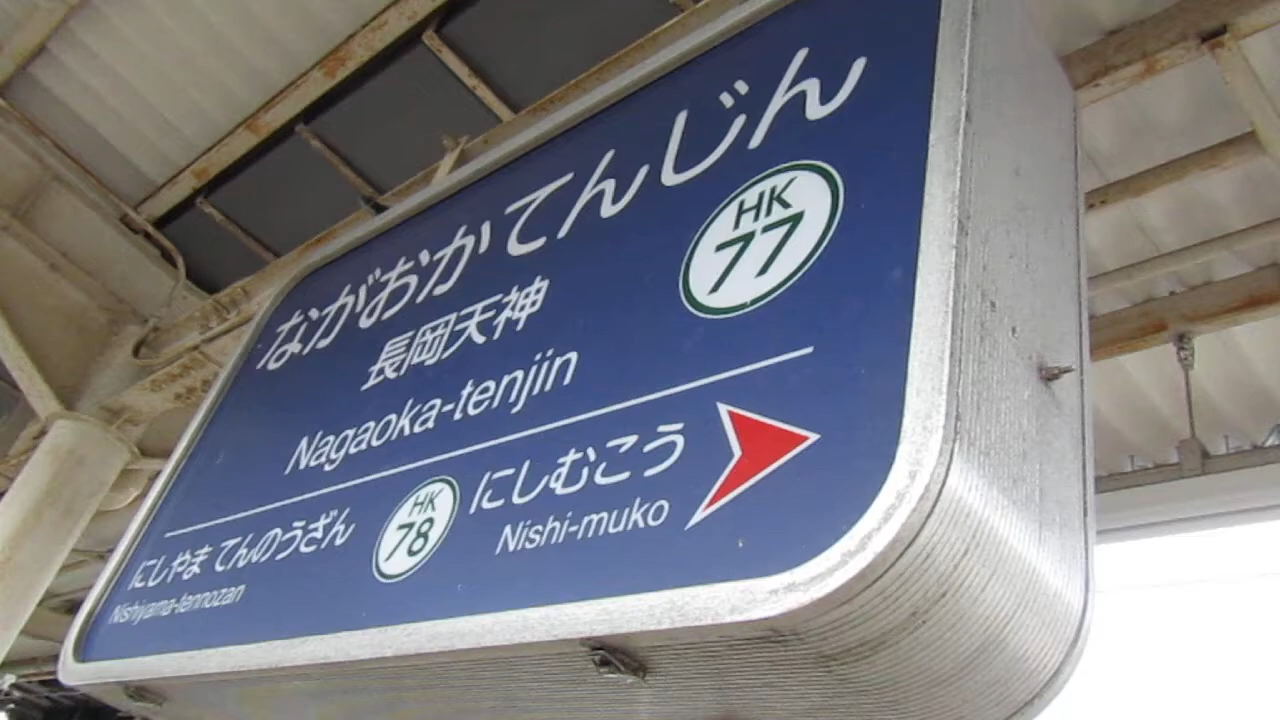 ながおかてんじん
HK
77
長岡天神
Nagaoka-tenjin
にしやまてんのうざん
Nishiyama-tennozan
HK
78
にしむこう
Nishi-muko